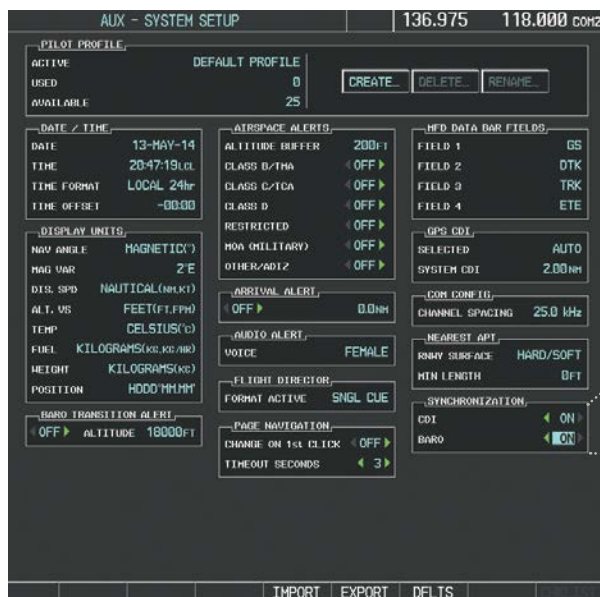 AUX - SYSTEM SETUP
136.975 118.000 COM2
PILOT PROFILE
ACTIVE DEFAULT PROFILE
USED 0
AVAILABLE 25
CREATE… DELETE… RENAME…
DATE / TIME
DATE 13-MAY-14
TIME 20:47:19LCL
TIME FORMAT LOCAL 24hr
TIME OFFSET -00:00
DISPLAY UNITS
NAV ANGLE MAGNETIC(°)
MAG VAR 2°E
DIS, SPD NAUTICAL(NM,KT)
ALT, VS FEET(FT,FPM)
TEMP CELSIUS(°C)
FUEL KILOGRAMS(KG,KG/HR)
WEIGHT KILOGRAMS(KG)
POSITION HDDD°MM.MM'
BARO TRANSITION ALERT
OFF ALTITUDE 18000FT
AIRSPACE ALERTS
ALTITUDE BUFFER 200FT
CLASS B/TMA OFF
CLASS C/TCA OFF
CLASS D OFF
RESTRICTED OFF
MOA (MILITARY) OFF
OTHER/ADIZ OFF
ARRIVAL ALERT
OFF 0.0NM
AUDIO ALERT
VOICE FEMALE
FLIGHT DIRECTOR
FORMAT ACTIVE SNGL CUE
PAGE NAVIGATION
CHANGE ON 1st CLICK OFF
TIMEOUT SECONDS 3
MFD DATA BAR FIELDS
FIELD 1 GS
FIELD 2 DTK
FIELD 3 TRK
FIELD 4 ETE
GPS CDI
SELECTED AUTO
SYSTEM CDI 2.00NM
COM CONFIG
CHANNEL SPACING 25.0 kHz
NEAREST APT
RNWY SURFACE HARD/SOFT
MIN LENGTH 0FT
SYNCHRONIZATION
CDI ON
BARO ON
IMPORT EXPORT DFLTS